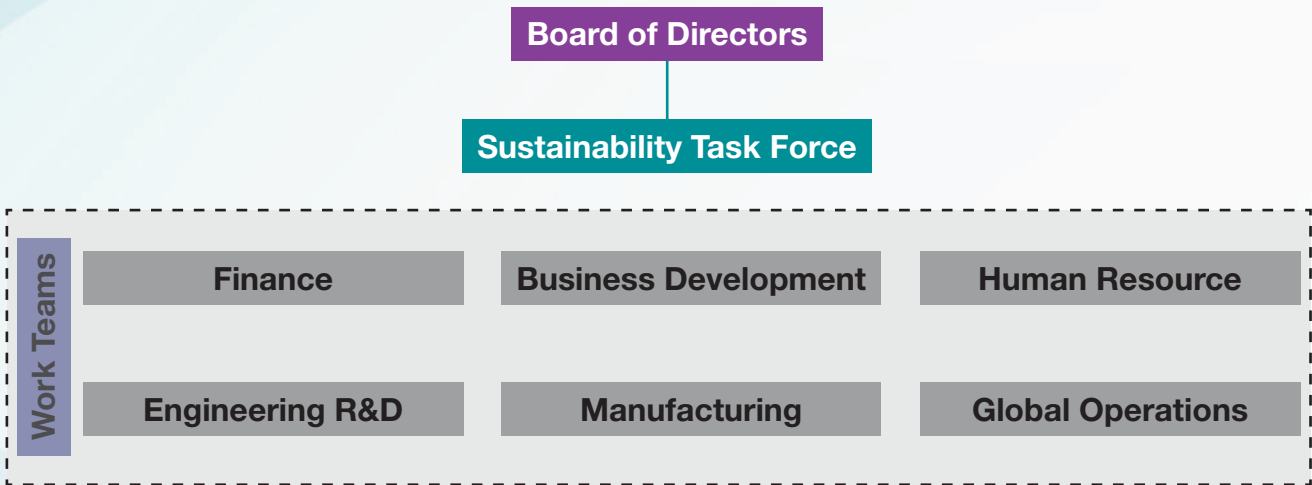 Board of Directors
Sustainability Task Force
Work Teams
Finance
Business Development
Human Resource
Engineering R&D
Manufacturing
Global Operations